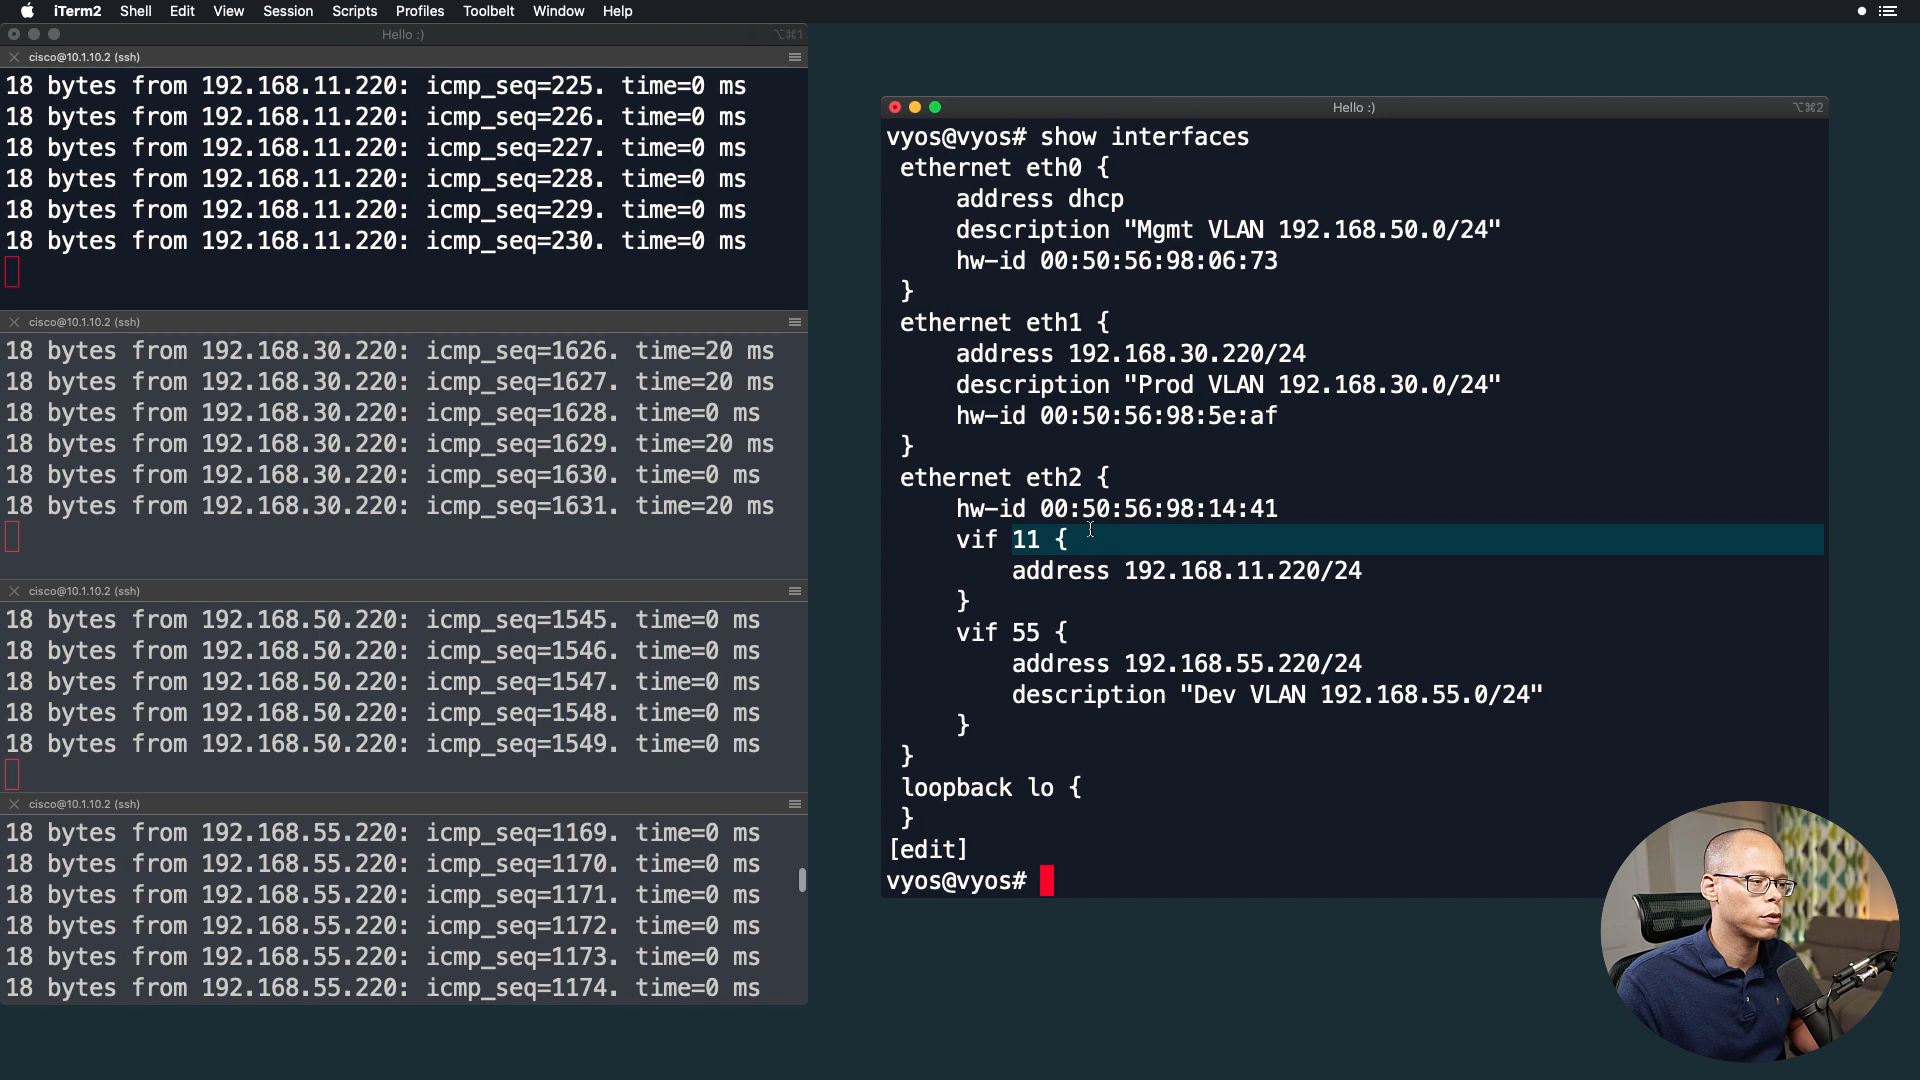 iTerm2 Shell Edit View Session Scripts Profiles Toolbelt Window Help
Hello :) ⌥⌘1
cisco@10.1.10.2 (ssh)
18 bytes from 192.168.11.220: icmp_seq=225. time=0 ms
18 bytes from 192.168.11.220: icmp_seq=226. time=0 ms
18 bytes from 192.168.11.220: icmp_seq=227. time=0 ms
18 bytes from 192.168.11.220: icmp_seq=228. time=0 ms
18 bytes from 192.168.11.220: icmp_seq=229. time=0 ms
18 bytes from 192.168.11.220: icmp_seq=230. time=0 ms
cisco@10.1.10.2 (ssh)
18 bytes from 192.168.30.220: icmp_seq=1626. time=20 ms
18 bytes from 192.168.30.220: icmp_seq=1627. time=20 ms
18 bytes from 192.168.30.220: icmp_seq=1628. time=0 ms
18 bytes from 192.168.30.220: icmp_seq=1629. time=20 ms
18 bytes from 192.168.30.220: icmp_seq=1630. time=0 ms
18 bytes from 192.168.30.220: icmp_seq=1631. time=20 ms
cisco@10.1.10.2 (ssh)
18 bytes from 192.168.50.220: icmp_seq=1545. time=0 ms
18 bytes from 192.168.50.220: icmp_seq=1546. time=0 ms
18 bytes from 192.168.50.220: icmp_seq=1547. time=0 ms
18 bytes from 192.168.50.220: icmp_seq=1548. time=0 ms
18 bytes from 192.168.50.220: icmp_seq=1549. time=0 ms
cisco@10.1.10.2 (ssh)
18 bytes from 192.168.55.220: icmp_seq=1169. time=0 ms
18 bytes from 192.168.55.220: icmp_seq=1170. time=0 ms
18 bytes from 192.168.55.220: icmp_seq=1171. time=0 ms
18 bytes from 192.168.55.220: icmp_seq=1172. time=0 ms
18 bytes from 192.168.55.220: icmp_seq=1173. time=0 ms
18 bytes from 192.168.55.220: icmp_seq=1174. time=0 ms
Hello :) ⌥⌘2
vyos@vyos# show interfaces
ethernet eth0 {
address dhcp
description "Mgmt VLAN 192.168.50.0/24"
hw-id 00:50:56:98:06:73
}
ethernet eth1 {
address 192.168.30.220/24
description "Prod VLAN 192.168.30.0/24"
hw-id 00:50:56:98:5e:af
}
ethernet eth2 {
hw-id 00:50:56:98:14:41
vif 11 {
address 192.168.11.220/24
}
vif 55 {
address 192.168.55.220/24
description "Dev VLAN 192.168.55.0/24"
}
}
loopback lo {
}
[edit]
vyos@vyos#